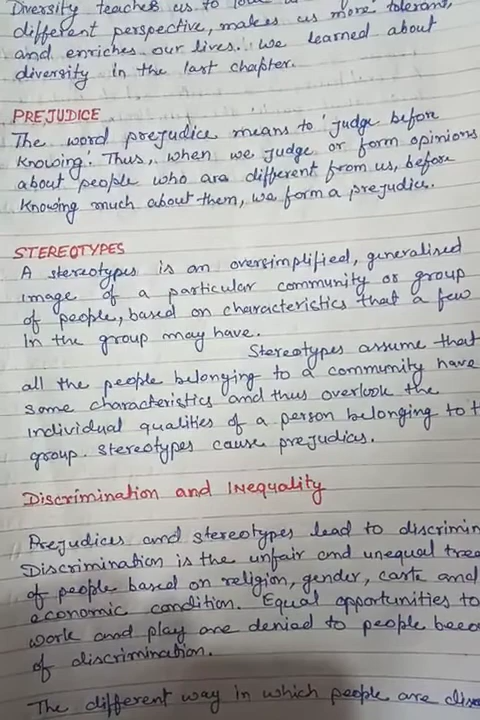 Diversity teaches us to look
different perspective, makes us more tolerant,
and enriches our lives. We learned about
diversity in the last chapter.
PREJUDICE
The word prejudice means to 'judge before
knowing'. Thus, when we judge or form opinions
about people who are different from us, before
knowing much about them, we form a prejudice.
STEREOTYPES
A stereotypes is an oversimplified, generalised
image of a particular community or group
of people, based on characteristics that a few
in the group may have.
Stereotypes assume that
all the people belonging to a community have
same characteristics and thus overlook the
individual qualities of a person belonging to t
group. Stereotypes cause prejudices.
Discrimination and Inequality
Prejudices and stereotypes lead to discrimin
Discrimination is the unfair and unequal trea
of people based on religion, gender, caste and
economic condition. Equal opportunities to
work and play are denied to people beca
of discrimination.
The different way in which people are dis